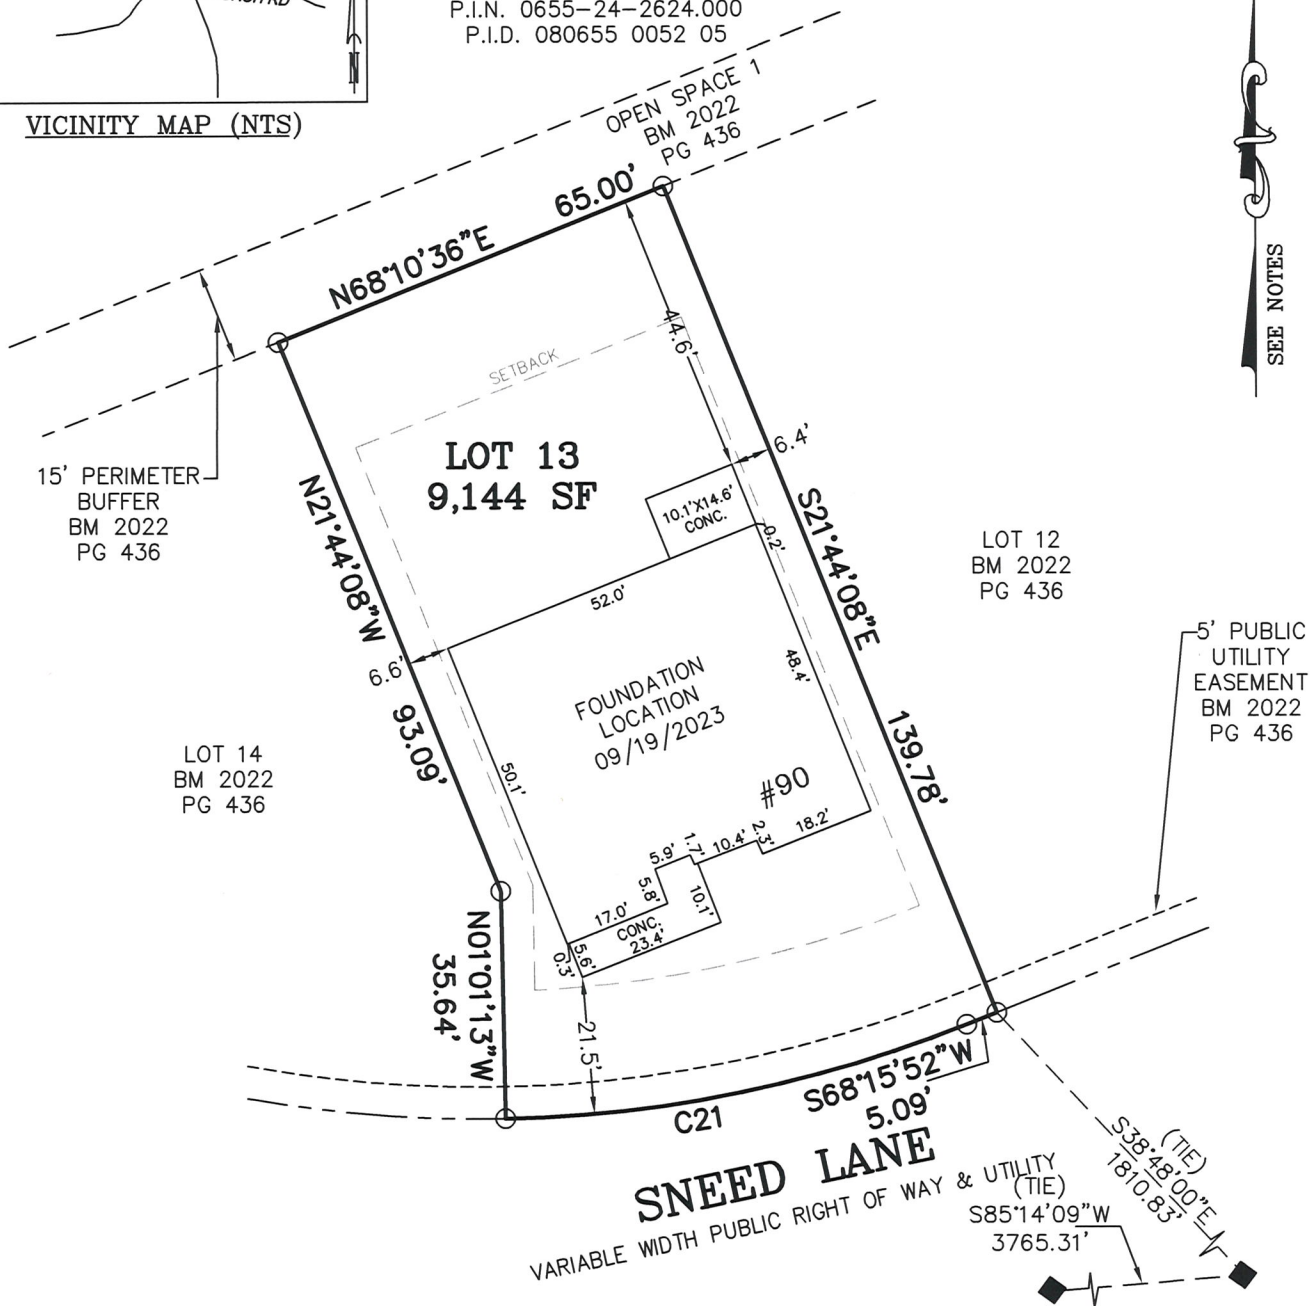 P.I.N. 0655-24-2624.000
P.I.D. 080655 0052 05
N
VICINITY MAP (NTS)
OPEN SPACE 1
BM 2022
PG 436
SEE NOTES
65.00'
N68°10'36"E
44.6'
SETBACK
LOT 13
9,144 SF
6.4'
10.1'X14.6'
CONC.
0.2'
15' PERIMETER
BUFFER
BM 2022
PG 436
N21°44'08"W
93.09'
S21°44'08"E
139.78'
LOT 12
BM 2022
PG 436
52.0'
6.6'
48.4'
5' PUBLIC
UTILITY
EASEMENT
BM 2022
PG 436
FOUNDATION
LOCATION
09/19/2023
LOT 14
BM 2022
PG 436
50.1'
#90
5.9'
1.7'
10.4'
2.3'
18.2'
5.8'
10.1'
17.0'
CONC.
23.4'
5.6'
0.3'
N01°01'13"W
35.64'
21.5'
S68°15'52"W
5.09'
C21
SNEED LANE
VARIABLE WIDTH PUBLIC RIGHT OF WAY & UTILITY
(TIE)
S38°48'00"E
1810.83'
(TIE)
S85°14'09"W
3765.31'